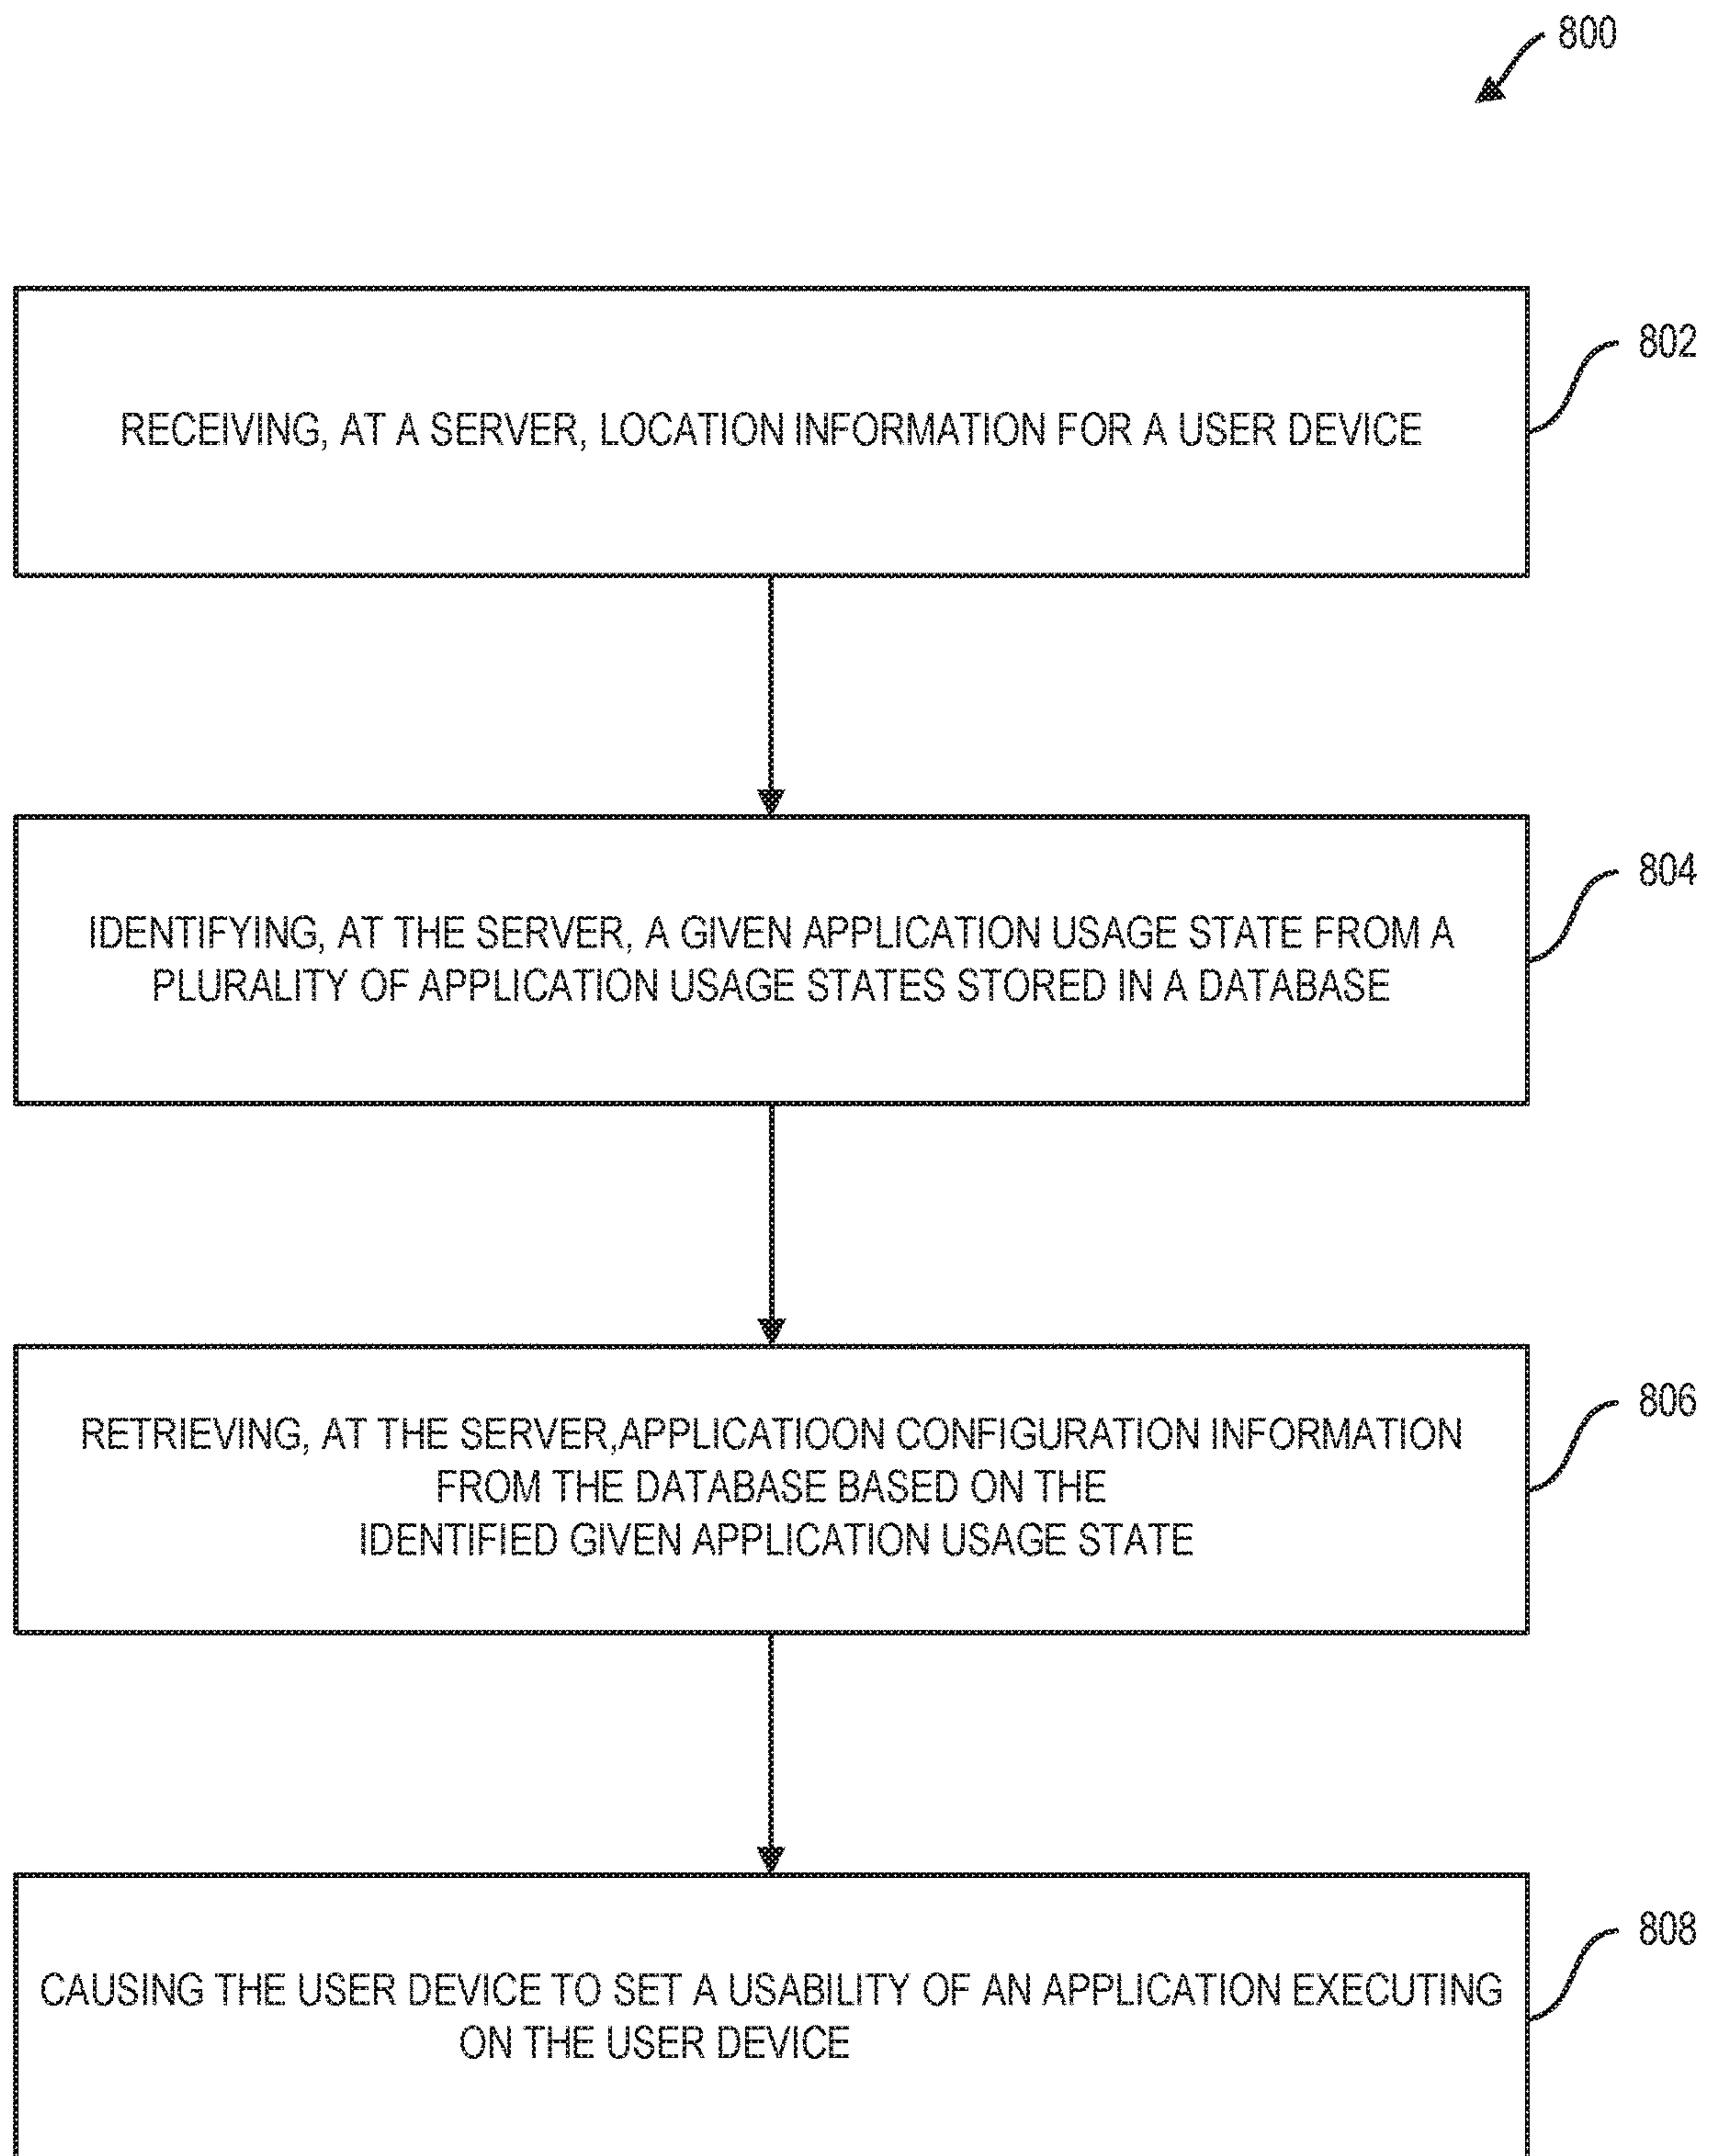 800
RECEIVING, AT A SERVER, LOCATION INFORMATION FOR A USER DEVICE
802
IDENTIFYING, AT THE SERVER, A GIVEN APPLICATION USAGE STATE FROM A
PLURALITY OF APPLICATION USAGE STATES STORED IN A DATABASE
804
RETRIEVING, AT THE SERVER,APPLICATIOON CONFIGURATION INFORMATION
FROM THE DATABASE BASED ON THE
IDENTIFIED GIVEN APPLICATION USAGE STATE
806
CAUSING THE USER DEVICE TO SET A USABILITY OF AN APPLICATION EXECUTING
ON THE USER DEVICE
808